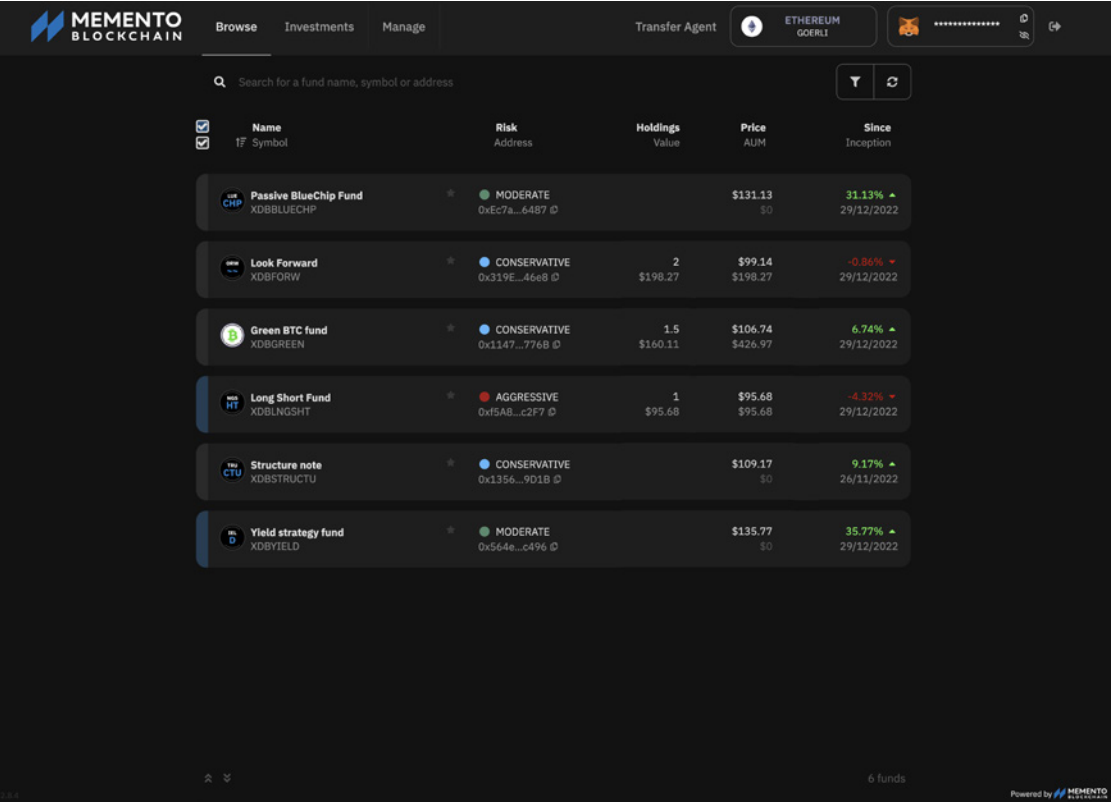 MEMENTO
BLOCKCHAIN
Browse Investments Manage Transfer Agent
ETHEREUM
GOERLI
***************
Search for a fund name, symbol or address
Name Risk Holdings Price Since
Symbol Address Value AUM Inception
CHP Passive BlueChip Fund MODERATE $131.13 31.13%
XDBBLUECHP 0xEc7a...6487 $0 29/12/2022
Look Forward CONSERVATIVE 2 $99.14 -0.86%
XDBFORW 0x319E...46e8 $198.27 $198.27 29/12/2022
Green BTC fund CONSERVATIVE 1.5 $106.74 6.74%
XDBGREEN 0x1147...776B $160.11 $426.97 29/12/2022
HT Long Short Fund AGGRESSIVE 1 $95.68 -4.32%
XDBLNGSHT 0xf5A8...c2F7 $95.68 $95.68 29/12/2022
TRU
CTU Structure note CONSERVATIVE $109.17 9.17%
XDBSTRUCTU 0x1356...9D1B $0 26/11/2022
D Yield strategy fund MODERATE $135.77 35.77%
XDBYIELD 0x564e...c496 $0 29/12/2022
6 funds
Powered by MEMENTO
BLOCKCHAIN